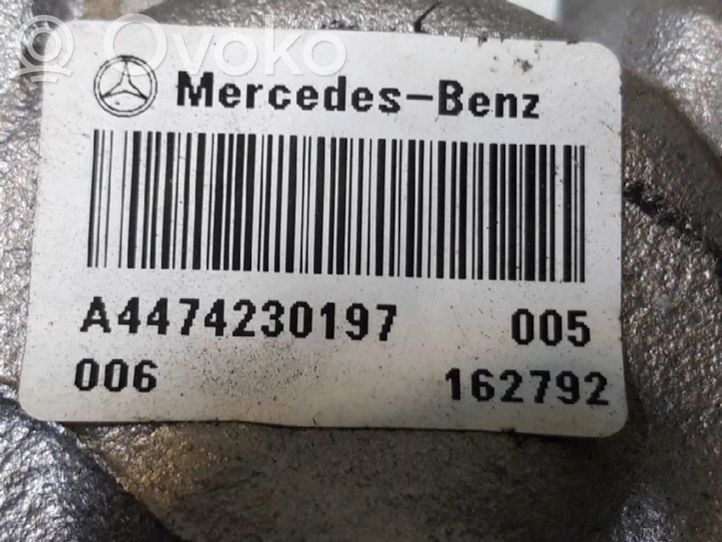 Ovoko
Mercedes-Benz
A4474230197 005
006 162792